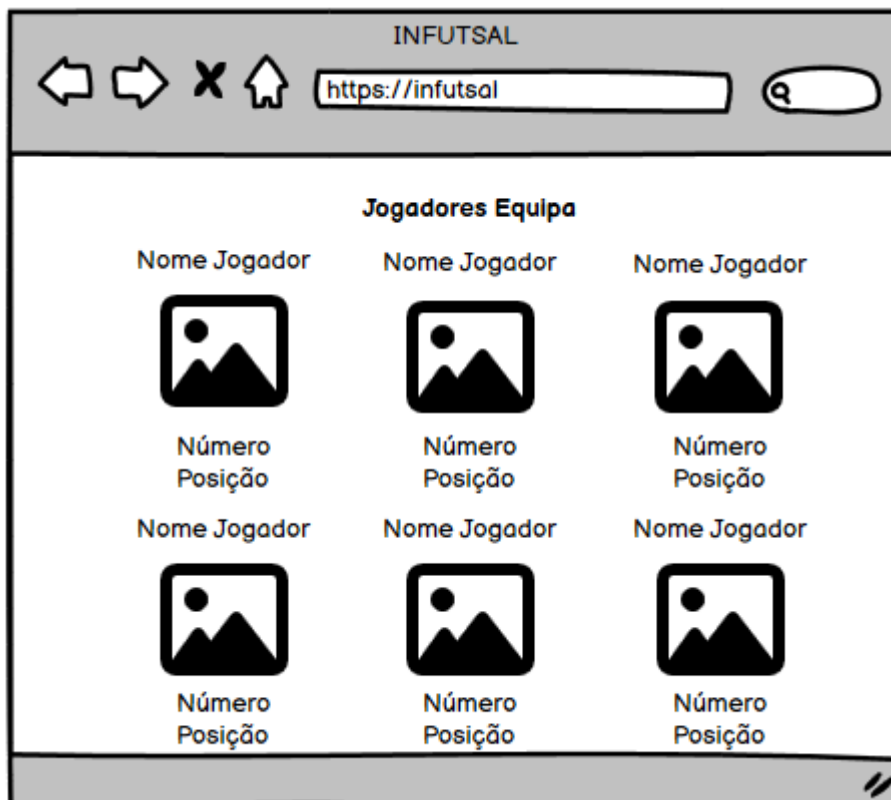 INFUTSAL
https://infutsal
Jogadores Equipa
Nome Jogador
Nome Jogador
Nome Jogador
Número
Posição
Número
Posição
Número
Posição
Nome Jogador
Nome Jogador
Nome Jogador
Número
Posição
Número
Posição
Número
Posição